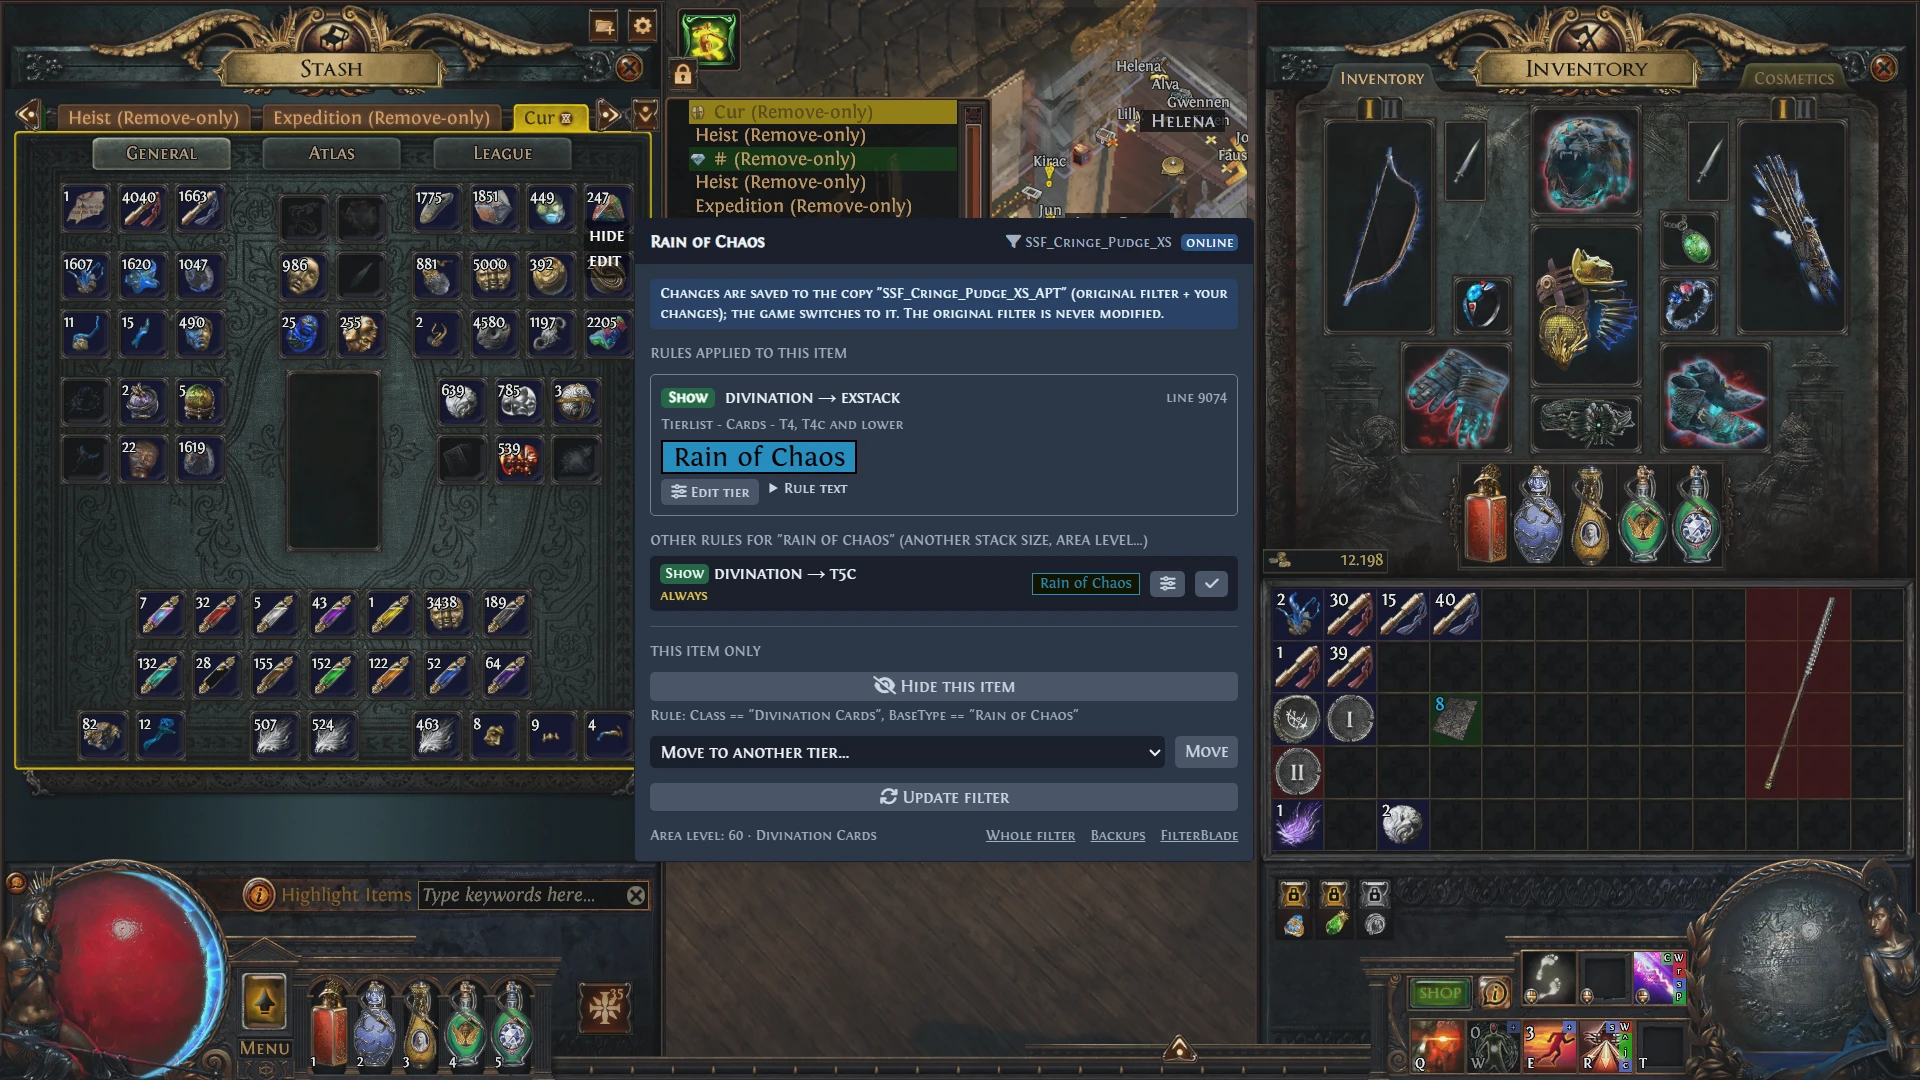 STASH
Heist (Remove-only)
Expedition (Remove-only)
Cur
GENERAL
ATLAS
LEAGUE
1
4040
1663
1775
1851
449
247
HIDE
EDIT
1607
1620
1047
986
881
5000
392
11
15
490
25
255
2
4580
1197
2205
2
5
639
785
3
22
1619
539
7
32
5
43
1
3438
189
132
28
155
152
122
52
64
82
12
507
524
463
8
9
4
Highlight Items
Type keywords here...
Cur (Remove-only)
Heist (Remove-only)
# (Remove-only)
Heist (Remove-only)
Expedition (Remove-only)
Helena
Alva
Gwennen
Lilly
HELENA
Kirac
Jun
RAIN OF CHAOS
SSF_CRINGE_PUDGE_XS
ONLINE
CHANGES ARE SAVED TO THE COPY "SSF_CRINGE_PUDGE_XS_APT" (ORIGINAL FILTER + YOUR
CHANGES); THE GAME SWITCHES TO IT. THE ORIGINAL FILTER IS NEVER MODIFIED.
RULES APPLIED TO THIS ITEM
SHOW
DIVINATION → EXSTACK
LINE 9074
TIERLIST - CARDS - T4, T4C AND LOWER
Rain of Chaos
EDIT TIER
RULE TEXT
OTHER RULES FOR "RAIN OF CHAOS" (ANOTHER STACK SIZE, AREA LEVEL...)
SHOW
DIVINATION → T5C
ALWAYS
Rain of Chaos
THIS ITEM ONLY
HIDE THIS ITEM
RULE: CLASS == "DIVINATION CARDS", BASETYPE == "RAIN OF CHAOS"
MOVE TO ANOTHER TIER...
MOVE
UPDATE FILTER
AREA LEVEL: 60 · DIVINATION CARDS
WHOLE FILTER
BACKUPS
FILTERBLADE
INVENTORY
INVENTORY
COSMETICS
I
II
I
II
12.198
2
30
15
40
1
39
I
8
II
1
2
MENU
1
2
3
4
5
35
SHOP
Q
W
E
R
T